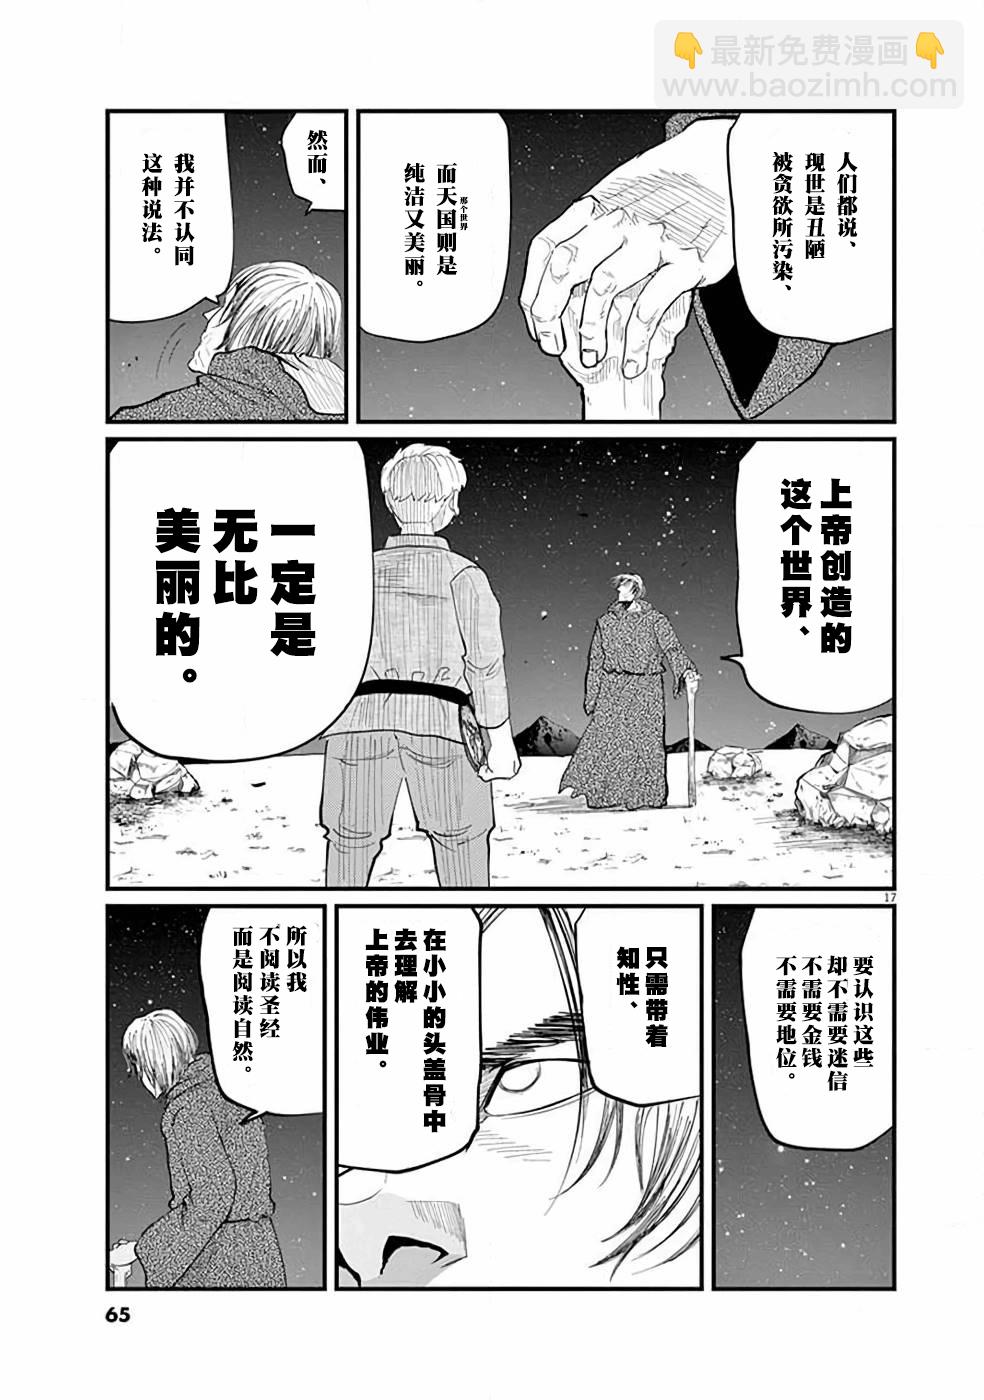 最新免费漫画
www.baozimh.com
人们都说、
现世是丑陋
被贪欲所污染、
而天国则是
那个世界
纯洁又美丽。
然而、
我并不认同
这种说法。
上帝创造的
这个世界、
一定是
无比
美丽的。
17
要认识这些
却不需要迷信
不需要金钱
不需要地位。
只需带着
知性、
在小小的头盖骨中
去理解
上帝的伟业。
所以我
不阅读圣经
而是阅读自然。
65